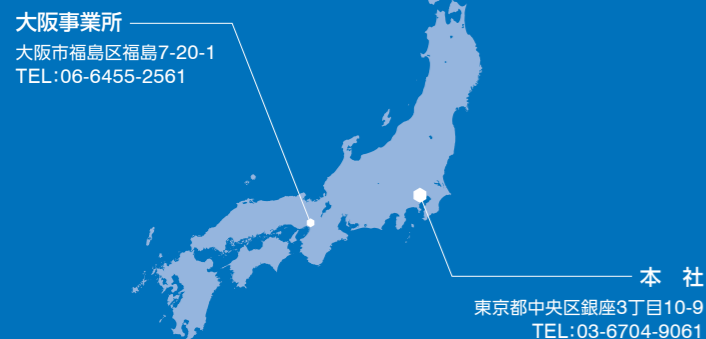 大阪事業所
大阪市福島区福島7-20-1
TEL:06-6455-2561
本　社
東京都中央区銀座3丁目10-9
TEL:03-6704-9061